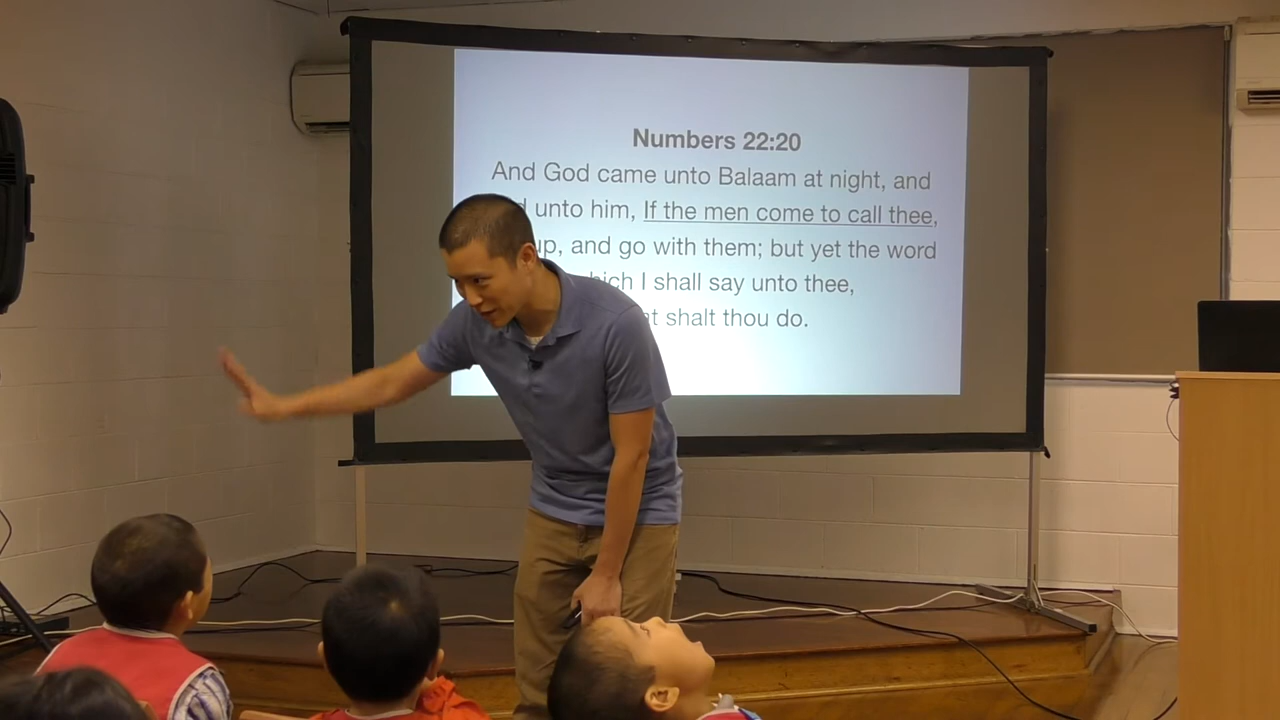 Numbers 22:20
And God came unto Balaam at night, and
unto him, If the men come to call thee,
up, and go with them; but yet the word
I shall say unto thee,
shalt thou do.